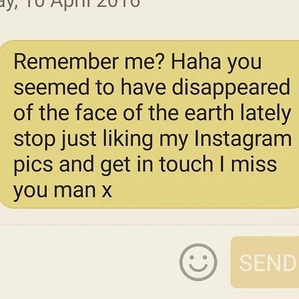 ay, 10 April 2016
Remember me? Haha you
seemed to have disappeared
of the face of the earth lately
stop just liking my Instagram
pics and get in touch I miss
you man x
SEND